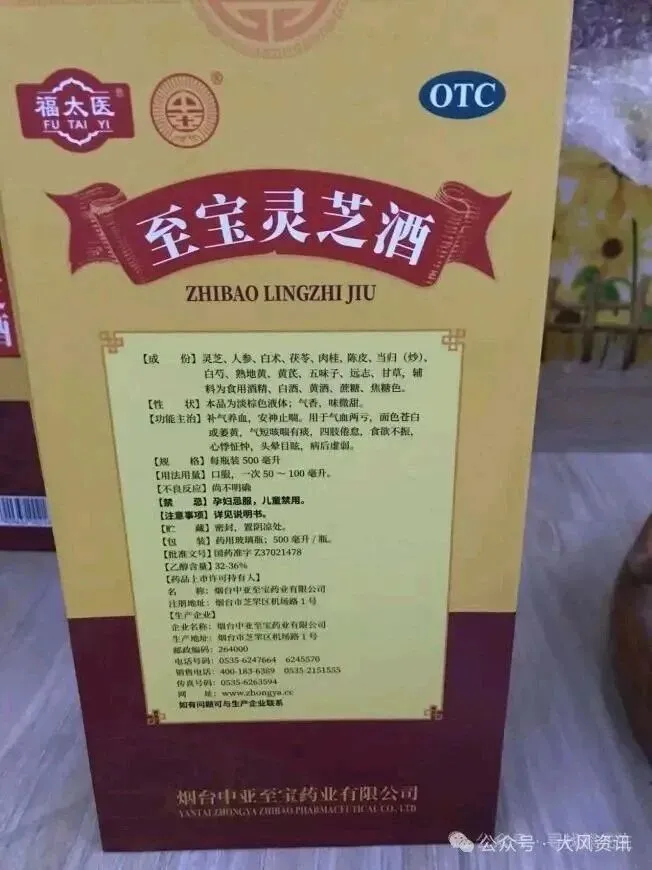 福太医®
FU TAI YI
®
OTC
至宝灵芝酒
ZHIBAO LINGZHI JIU
【成 份】灵芝、人参、白术、茯苓、肉桂、陈皮、当归（炒）、
白芍、熟地黄、黄芪、五味子、远志、甘草，辅
料为食用酒精、白酒、黄酒、蔗糖、焦糖色。
【性 状】本品为淡棕色液体；气香，味微甜。
【功能主治】补气养血，安神止喘。用于气血两亏，面色苍白
或萎黄，气短咳喘有痰，四肢倦怠，食欲不振，
心悸怔忡，头晕目眩，病后虚弱。
【规 格】每瓶装 500 毫升
【用法用量】口服，一次 50～100 毫升。
【不良反应】尚不明确
【禁 忌】孕妇忌服，儿童禁用。
【注意事项】详见说明书。
【贮 藏】密封，置阴凉处。
【包 装】药用玻璃瓶；500 毫升 / 瓶。
【批准文号】国药准字 Z37021478
【乙醇含量】32-36%
【药品上市许可持有人】
名 称：烟台中亚至宝药业有限公司
注册地址：烟台市芝罘区机场路 1 号
【生产企业】
企业名称：烟台中亚至宝药业有限公司
生产地址：烟台市芝罘区机场路 1 号
邮政编码：264000
电话号码：0535-6247664 6245570
销售电话：400-183-6389 0535-2151555
传真号码：0535-6263594
网 址：www.zhongya.cc
如有问题可与生产企业联系
烟台中亚至宝药业有限公司
YANTAI ZHONGYA ZHIBAO PHARMACEUTICAL CO., LTD
酒
公众号 · 大风资讯